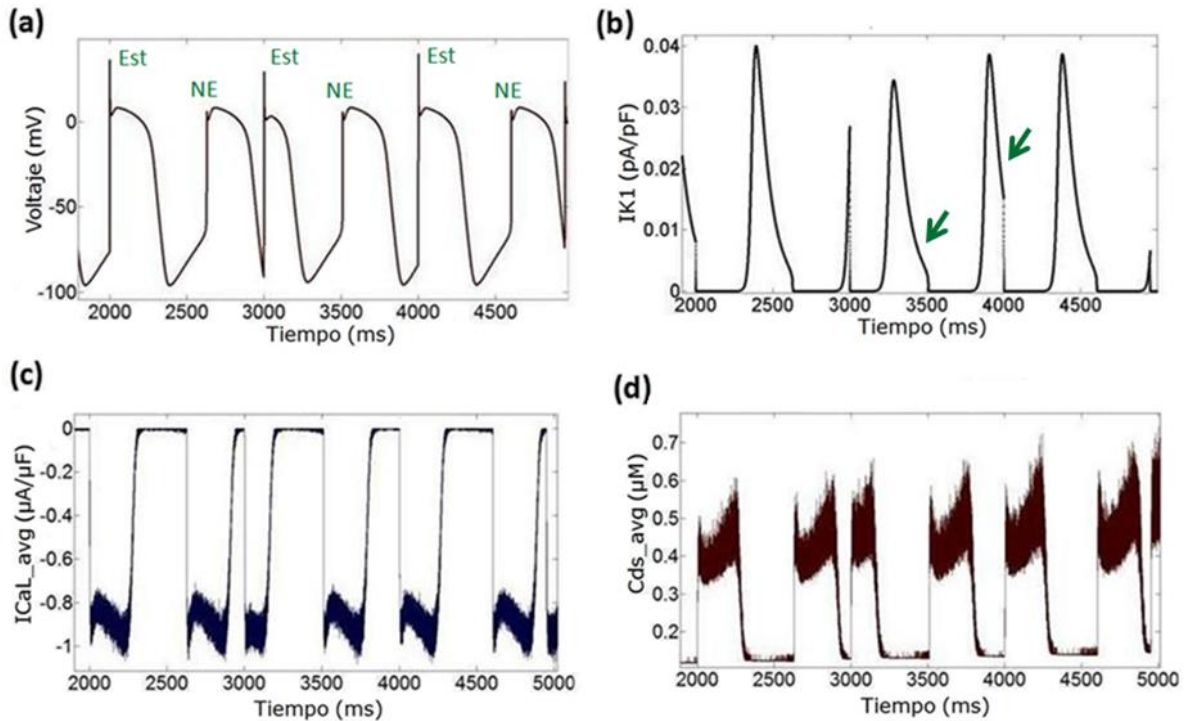 (a)
Est
Est
Est
NE
NE
NE
Voltaje (mV)
0
-50
-100
2000 2500 3000 3500 4000 4500
Tiempo (ms)
(b)
IK1 (pA/pF)
0.04
0.03
0.02
0.01
0
2000 2500 3000 3500 4000 4500
Tiempo (ms)
(c)
ICaL_avg (µA/µF)
0
-0.2
-0.4
-0.6
-0.8
-1
2000 2500 3000 3500 4000 4500 5000
Tiempo (ms)
(d)
Cds_avg (µM)
0.7
0.6
0.5
0.4
0.3
0.2
2000 2500 3000 3500 4000 4500 5000
Tiempo (ms)